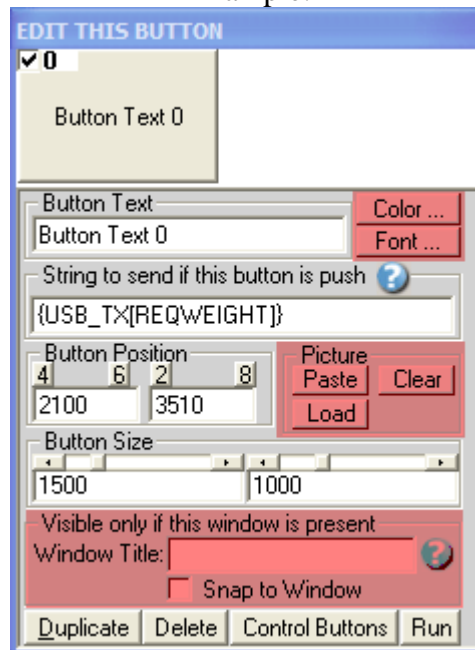 EDIT THIS BUTTON
0
Button Text 0
Button Text
Color ...
Button Text 0
Font ...
String to send if this button is push
{USB_TX[REQWEIGHT]}
Button Position
Picture
4 6 2 8
Paste Clear
2100 3510
Load
Button Size
1500 1000
Visible only if this window is present
Window Title:
Snap to Window
Duplicate Delete Control Buttons Run